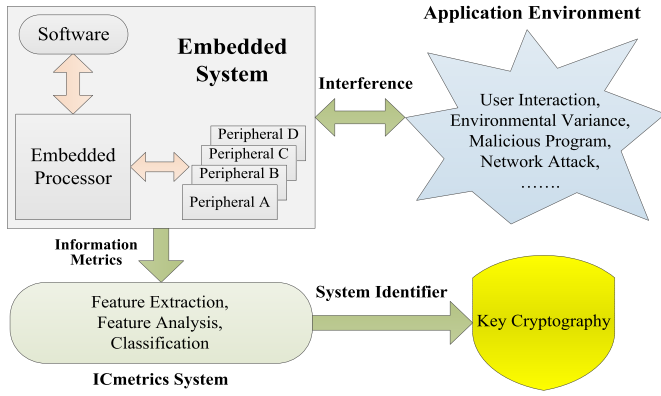 Software
Embedded
System
Embedded
Processor
Peripheral D
Peripheral C
Peripheral B
Peripheral A
Interference
Application Environment
User Interaction,
Environmental Variance,
Malicious Program,
Network Attack,
.......
Information
Metrics
Feature Extraction,
Feature Analysis,
Classification
ICmetrics System
System Identifier
Key Cryptography